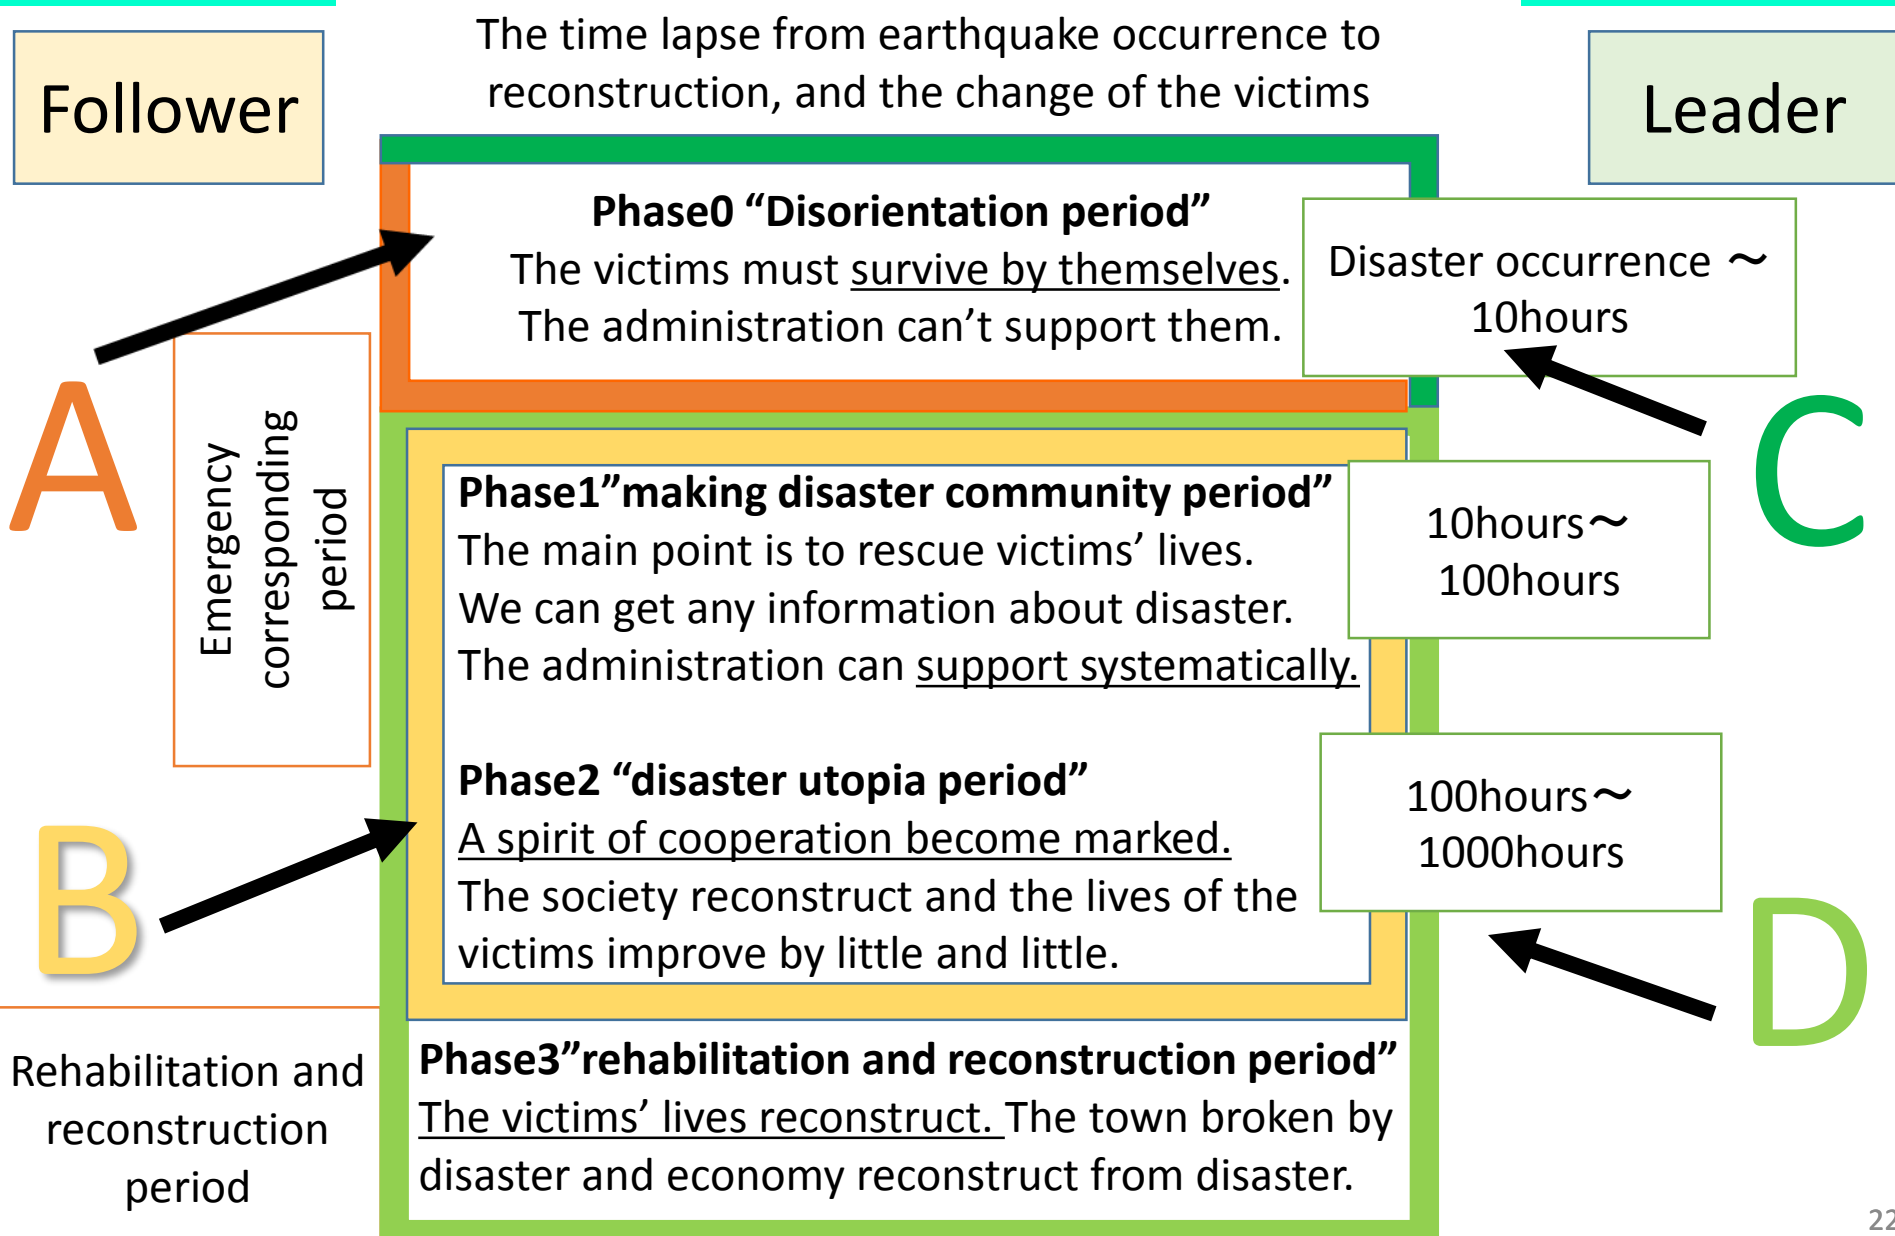 The time lapse from earthquake occurrence to
reconstruction, and the change of the victims
Follower
Leader
Phase0 “Disorientation period”
The victims must survive by themselves.
The administration can’t support them.
Disaster occurrence ～
10hours
A
Emergency
corresponding
period
C
Phase1”making disaster community period”
The main point is to rescue victims’ lives.
We can get any information about disaster.
The administration can support systematically.
10hours～
100hours
Phase2 “disaster utopia period”
A spirit of cooperation become marked.
The society reconstruct and the lives of the
victims improve by little and little.
100hours～
1000hours
B
D
Rehabilitation and
reconstruction
period
Phase3”rehabilitation and reconstruction period”
The victims’ lives reconstruct. The town broken by
disaster and economy reconstruct from disaster.
22